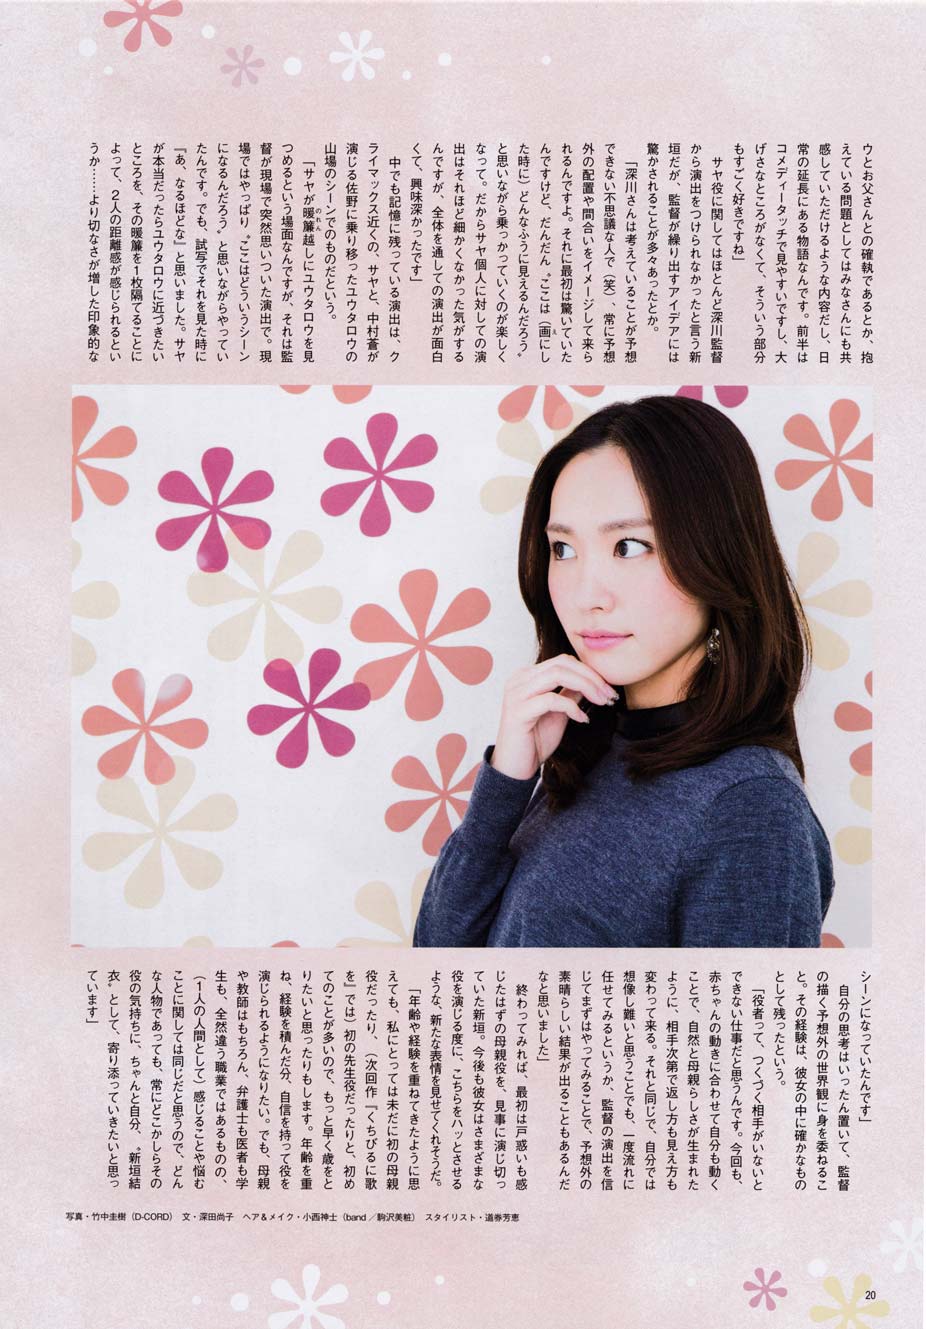 ウとお父さんとの確執であるとか、抱
えている問題としてはみなさんにも共
感していただけるような内容だし、日
常の延長にある物語なんです。前半は
コメディータッチで見やすいですし、大
げさなところがなくて、そういう部分
もすごく好きですね」
サヤ役に関してはほとんど深川監督
から演出をつけられなかったと言う新
垣だが、監督が繰り出すアイデアには
驚かされることが多々あったとか。
「深川さんは考えていることが予想
できない不思議な人で（笑）常に予想
外の配置や間合いをイメージして来ら
れるんですよ。それに最初は驚いていた
んですけど、だんだん〝ここは（画にし
た時に）どんなふうに見えるんだろう〟
と思いながら乗っかっていくのが楽しく
なって。だからサヤ個人に対しての演
出はそれほど細かくなかった気がする
んですが、全体を通しての演出が面白
くて、興味深かったです」
中でも記憶に残っている演出は、ク
ライマックス近くの、サヤと、中村蒼が
演じる佐野に乗り移ったユウタロウの
山場のシーンでのものだという。
「サヤが暖簾越しにユウタロウを見
つめるという場面なんですが、それは監
督が現場で突然思いついた演出で。現
場ではやっぱり〝ここはどういうシーン
になるんだろう〟と思いながらやってい
たんです。でも、試写でそれを見た時に
『あ、なるほどな』と思いました。サヤ
が本当だったらユウタロウに近づきたい
ところを、その暖簾を1枚隔てることに
よって、2人の距離感が感じられるとい
うか……より切なさが増した印象的な
シーンになっていたんです」
自分の思考はいったん置いて、監督
の描く予想外の世界観に身を委ねるこ
と。その経験は、彼女の中に確かなもの
として残ったという。
「役者って、つくづく相手がいないと
できない仕事だと思うんです。今回も、
赤ちゃんの動きに合わせて自分も動く
ことで、自然と母親らしさが生まれた
ように、相手次第で返し方も見え方も
変わって来る。それと同じで、自分では
想像し難いと思うことでも、一度流れに
任せてみるというか、監督の演出を信
じてまずはやってみることで、予想外の
素晴らしい結果が出ることもあるんだ
なと思いました」
終わってみれば、最初は戸惑いも感
じたはずの母親役を、見事に演じ切っ
ていた新垣。今後も彼女はさまざまな
役を演じる度に、こちらをハッとさせる
ような、新たな表情を見せてくれそうだ。
「年齢や経験を重ねてきたように思
えても、私にとっては未だに初の母親
役だったり、（次回作『くちびるに歌
を』では）初の先生役だったりと、初め
てのことが多いので、もっと早く歳をと
りたいと思ったりもします。年齢を重
ね、経験を積んだ分、自信を持って役を
演じられるようになりたい。でも、母親
や教師はもちろん、弁護士も医者も学
生も、全然違う職業ではあるものの、
（1人の人間として）感じることや悩む
ことに関しては同じだと思うので、どん
な人物であっても、常にどこかしらその
役の気持ちに、ちゃんと自分、〝新垣結
衣〟として、寄り添っていきたいと思っ
ています」
写真・竹中圭樹（D-CORD）　文・深田尚子　ヘア＆メイク・小西神士（band／駒沢美粧）　スタイリスト・道券芳恵
20